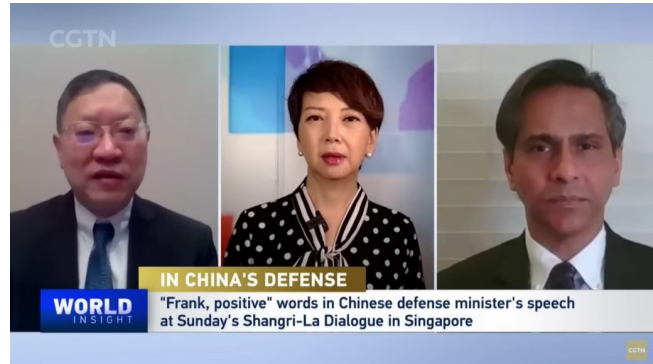 CGTN
IN CHINA'S DEFENSE
WORLD
INSIGHT
"Frank, positive" words in Chinese defense minister's speech
at Sunday's Shangri-La Dialogue in Singapore
CGTN